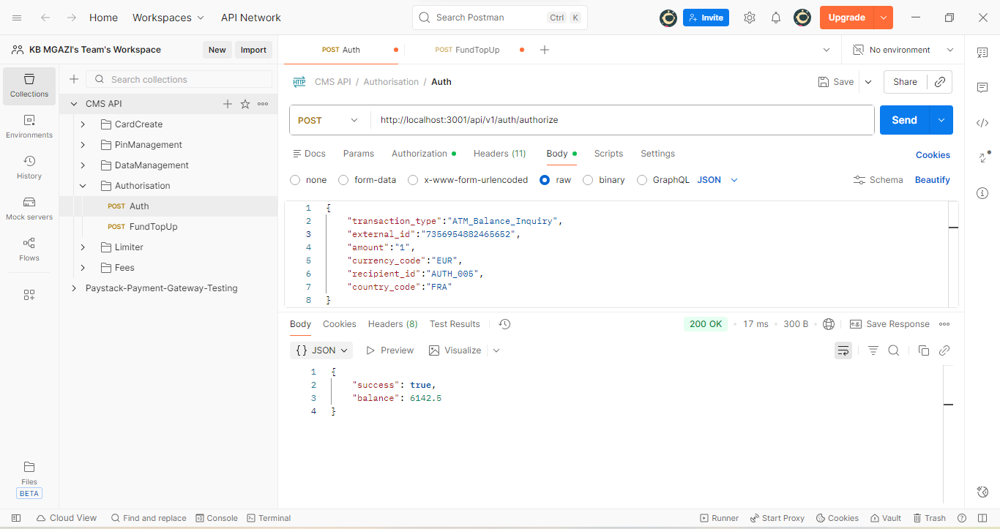 Home Workspaces API Network Search Postman Ctrl K Invite Upgrade
KB MGAZI's Team's Workspace New Import POST Auth POST FundTopUp No environment
Collections
Environments
History
Mock servers
Flows
Files
BETA
Search collections
CMS API
CardCreate
PinManagement
DataManagement
Authorisation
POST Auth
POST FundTopUp
Limiter
Fees
Paystack-Payment-Gateway-Testing
HTTP CMS API / Authorisation / Auth Save Share
POST http://localhost:3001/api/v1/auth/authorize Send
Docs Params Authorization Headers (11) Body Scripts Settings Cookies
none form-data x-www-form-urlencoded raw binary GraphQL JSON Schema Beautify
1 {
2 "transaction_type":"ATM_Balance_Inquiry",
3 "external_id":"7356954882465652",
4 "amount":"1",
5 "currency_code":"EUR",
6 "recipient_id":"AUTH_005",
7 "country_code":"FRA"
8 }
Body Cookies Headers (8) Test Results 200 OK 17 ms 300 B e.g. Save Response
{} JSON Preview Visualize
1 {
2 "success": true,
3 "balance": 6142.5
4 }
Cloud View Find and replace Console Terminal Runner Start Proxy Cookies Vault Trash